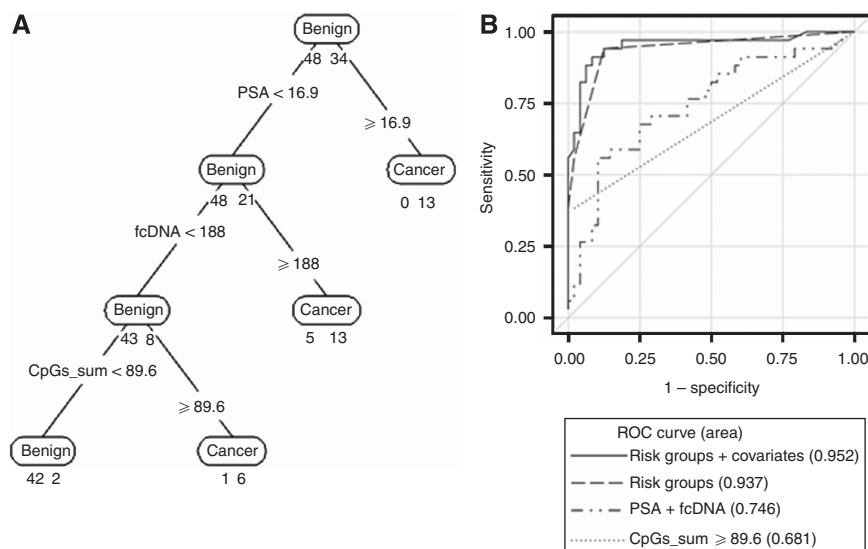 A
Benign
48 34
PSA < 16.9
⩾ 16.9
Benign
48 21
Cancer
0 13
fcDNA < 188
⩾ 188
Benign
43 8
Cancer
5 13
CpGs_sum < 89.6
⩾ 89.6
Benign
42 2
Cancer
1 6
B
Sensitivity
1.00
0.75
0.50
0.25
0.00
0.00 0.25 0.50 0.75 1.00
1 – specificity
ROC curve (area)
Risk groups + covariates (0.952)
Risk groups (0.937)
PSA + fcDNA (0.746)
CpGs_sum ⩾ 89.6 (0.681)